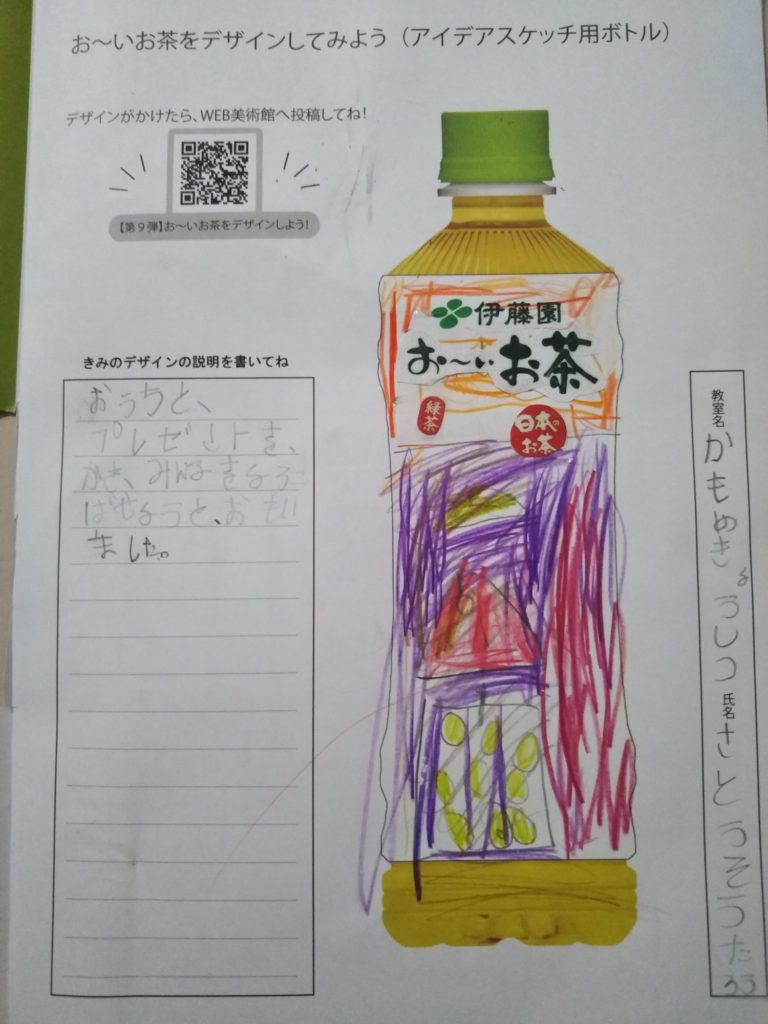 お〜いお茶をデザインしてみよう（アイデアスケッチ用ボトル）
デザインがかけたら、WEB美術館へ投稿してね！
【第９弾】お〜いお茶をデザインしよう！
伊藤園
お〜いお茶
緑茶
日本の
お茶
きみのデザインの説明を書いてね
おうちと、
プレゼントを、
かき、みんなをよろこ
ばせようと、おもい
ました。
教室名
かもめきょうしつ
氏名
さとうそうた